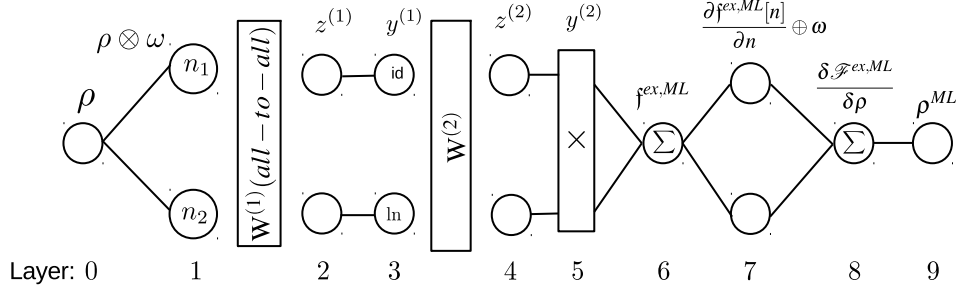 ρ
ρ ⊗ ω
n₁
n₂
W⁽¹⁾(all − to − all)
z⁽¹⁾
y⁽¹⁾
id
ln
W⁽²⁾
z⁽²⁾
y⁽²⁾
×
𝔣^{ex,ML}
∑
∂𝔣^{ex,ML}[n]
∂n
⊕ ω
δℱ^{ex,ML}
δρ
∑
ρ^{ML}
Layer: 0 1 2 3 4 5 6 7 8 9